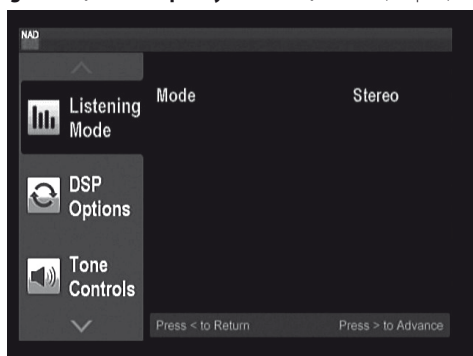 NAD
Listening
Mode
Mode Stereo
DSP
Options
Tone
Controls
Press < to Return Press > to Advance